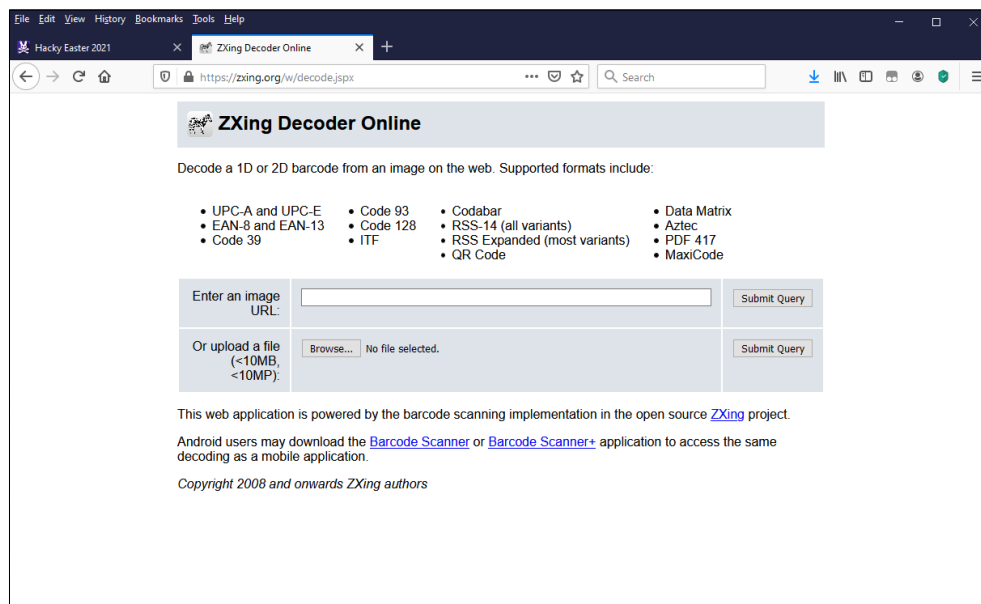 File Edit View History Bookmarks Tools Help
Hacky Easter 2021
ZXing Decoder Online
https://zxing.org/w/decode.jspx
Search
ZXing Decoder Online
Decode a 1D or 2D barcode from an image on the web. Supported formats include:
• UPC-A and UPC-E
• EAN-8 and EAN-13
• Code 39
• Code 93
• Code 128
• ITF
• Codabar
• RSS-14 (all variants)
• RSS Expanded (most variants)
• QR Code
• Data Matrix
• Aztec
• PDF 417
• MaxiCode
Enter an image
URL:
Submit Query
Or upload a file
(<10MB,
<10MP):
Browse... No file selected.
Submit Query
This web application is powered by the barcode scanning implementation in the open source ZXing project.
Android users may download the Barcode Scanner or Barcode Scanner+ application to access the same
decoding as a mobile application.
Copyright 2008 and onwards ZXing authors